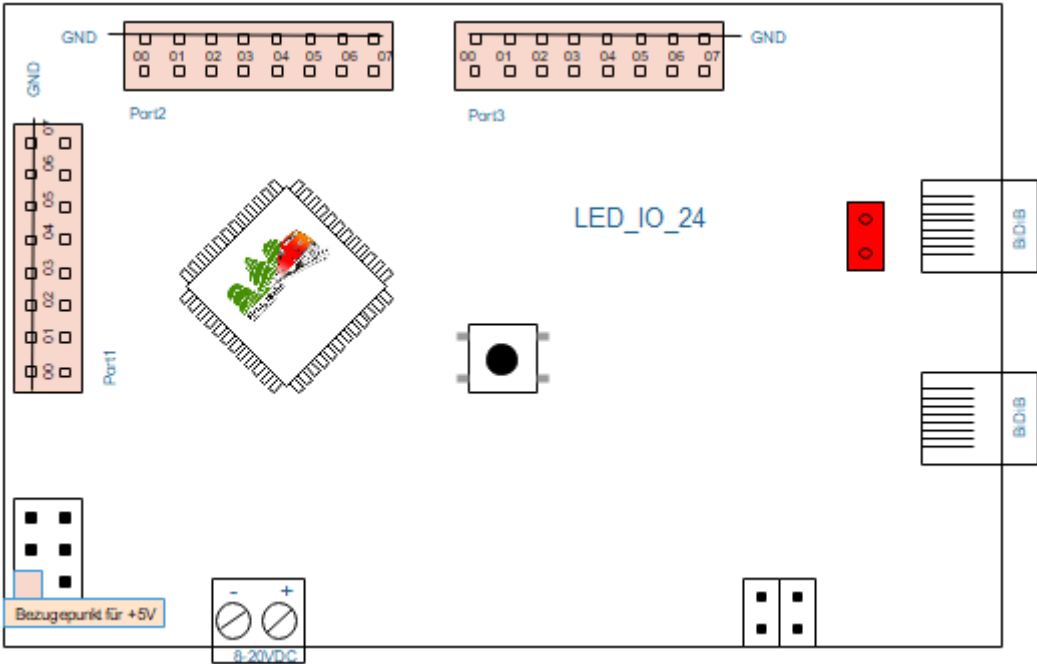 GND
00 01 02 03 04 05 06 07
Port2
00 01 02 03 04 05 06 07
GND
Port3
GND
07
06
05
04
03
02
01
00
Port1
LED_IO_24
BiDiB
BiDiB
Bezugepunkt für +5V
- +
8-20VDC